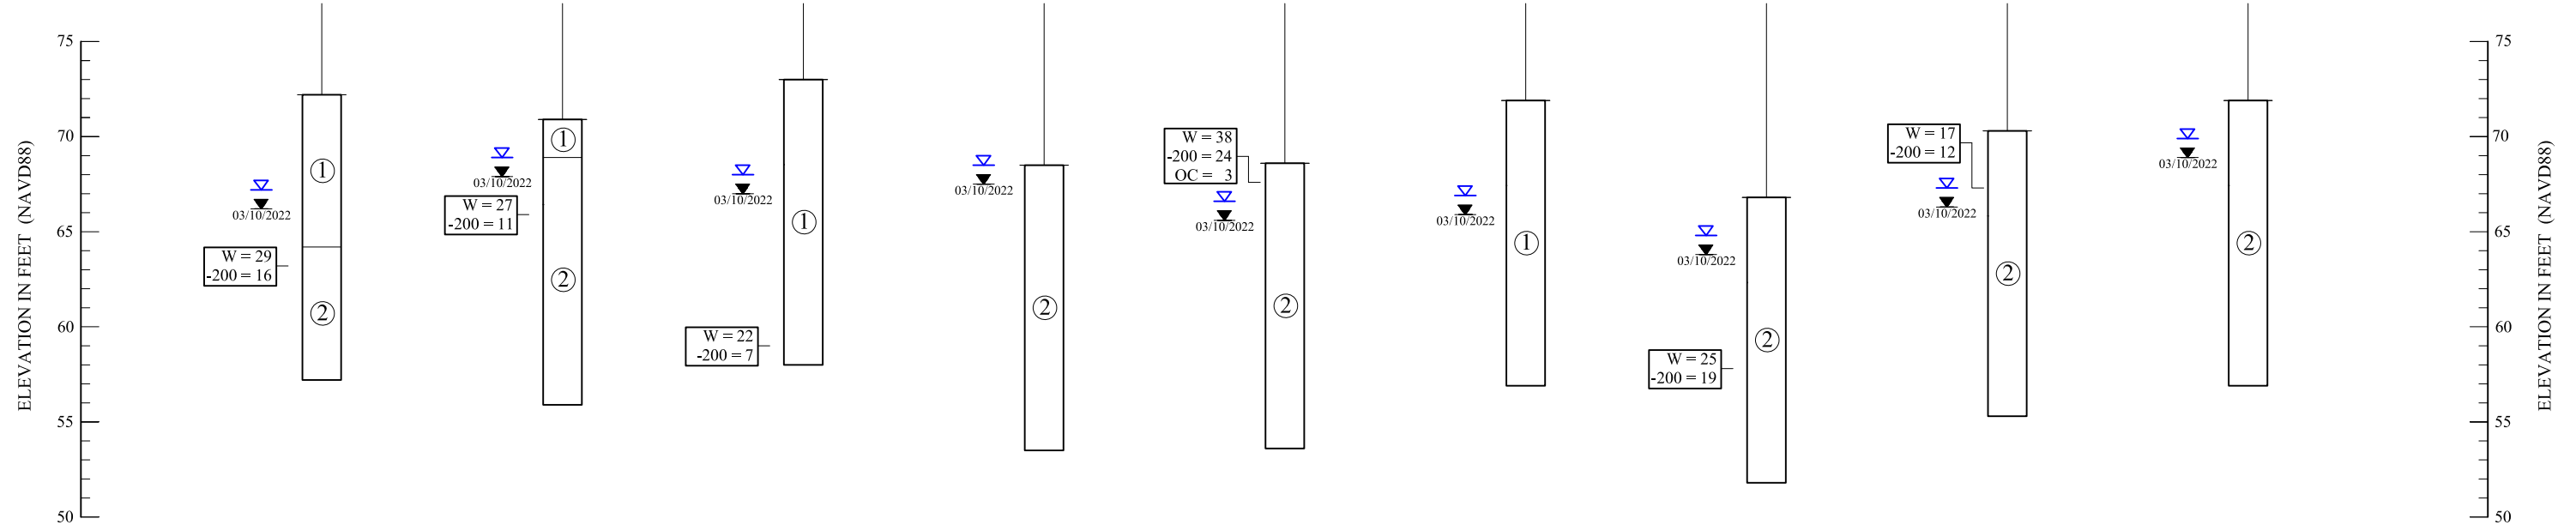 ELEVATION IN FEET (NAVD88)
75
70
65
60
55
50
03/10/2022
W = 29
-200 = 16
1
2
03/10/2022
W = 27
-200 = 11
1
2
03/10/2022
W = 22
-200 = 7
1
03/10/2022
2
W = 38
-200 = 24
OC = 3
03/10/2022
2
03/10/2022
1
03/10/2022
W = 25
-200 = 19
2
W = 17
-200 = 12
03/10/2022
2
03/10/2022
2
75
70
65
60
55
50
ELEVATION IN FEET (NAVD88)